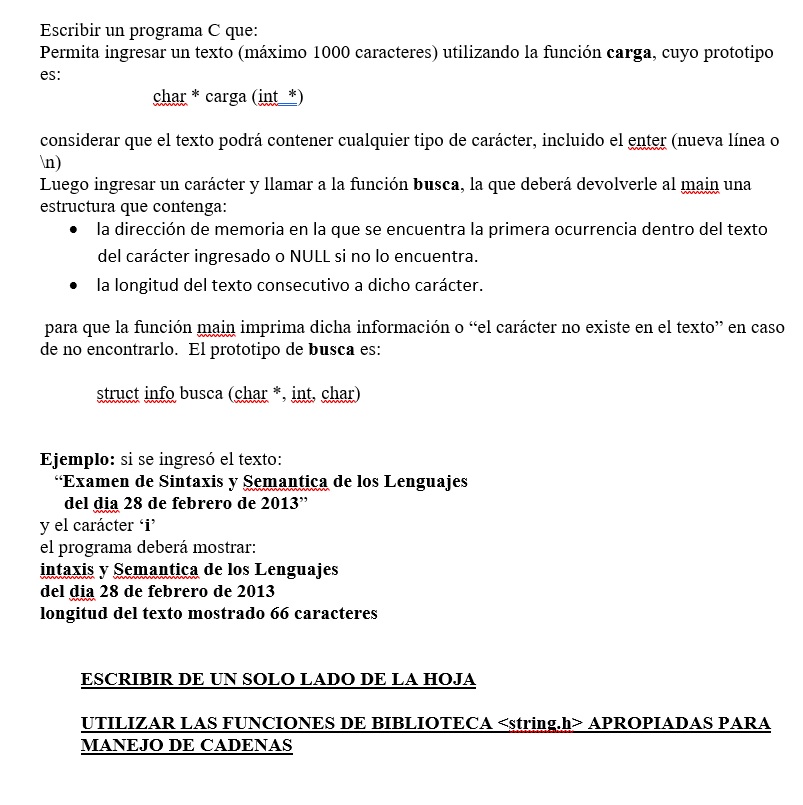 Escribir un programa C que:
Permita ingresar un texto (máximo 1000 caracteres) utilizando la función carga, cuyo prototipo
es:
char * carga (int *)
considerar que el texto podrá contener cualquier tipo de carácter, incluido el enter (nueva línea o
\n)
Luego ingresar un carácter y llamar a la función busca, la que deberá devolverle al main una
estructura que contenga:
• la dirección de memoria en la que se encuentra la primera ocurrencia dentro del texto
del carácter ingresado o NULL si no lo encuentra.
• la longitud del texto consecutivo a dicho carácter.
para que la función main imprima dicha información o “el carácter no existe en el texto” en caso
de no encontrarlo. El prototipo de busca es:
struct info busca (char *, int, char)
Ejemplo: si se ingresó el texto:
“Examen de Sintaxis y Semantica de los Lenguajes
del dia 28 de febrero de 2013”
y el carácter ‘i’
el programa deberá mostrar:
intaxis y Semantica de los Lenguajes
del dia 28 de febrero de 2013
longitud del texto mostrado 66 caracteres
ESCRIBIR DE UN SOLO LADO DE LA HOJA
UTILIZAR LAS FUNCIONES DE BIBLIOTECA <string.h> APROPIADAS PARA
MANEJO DE CADENAS